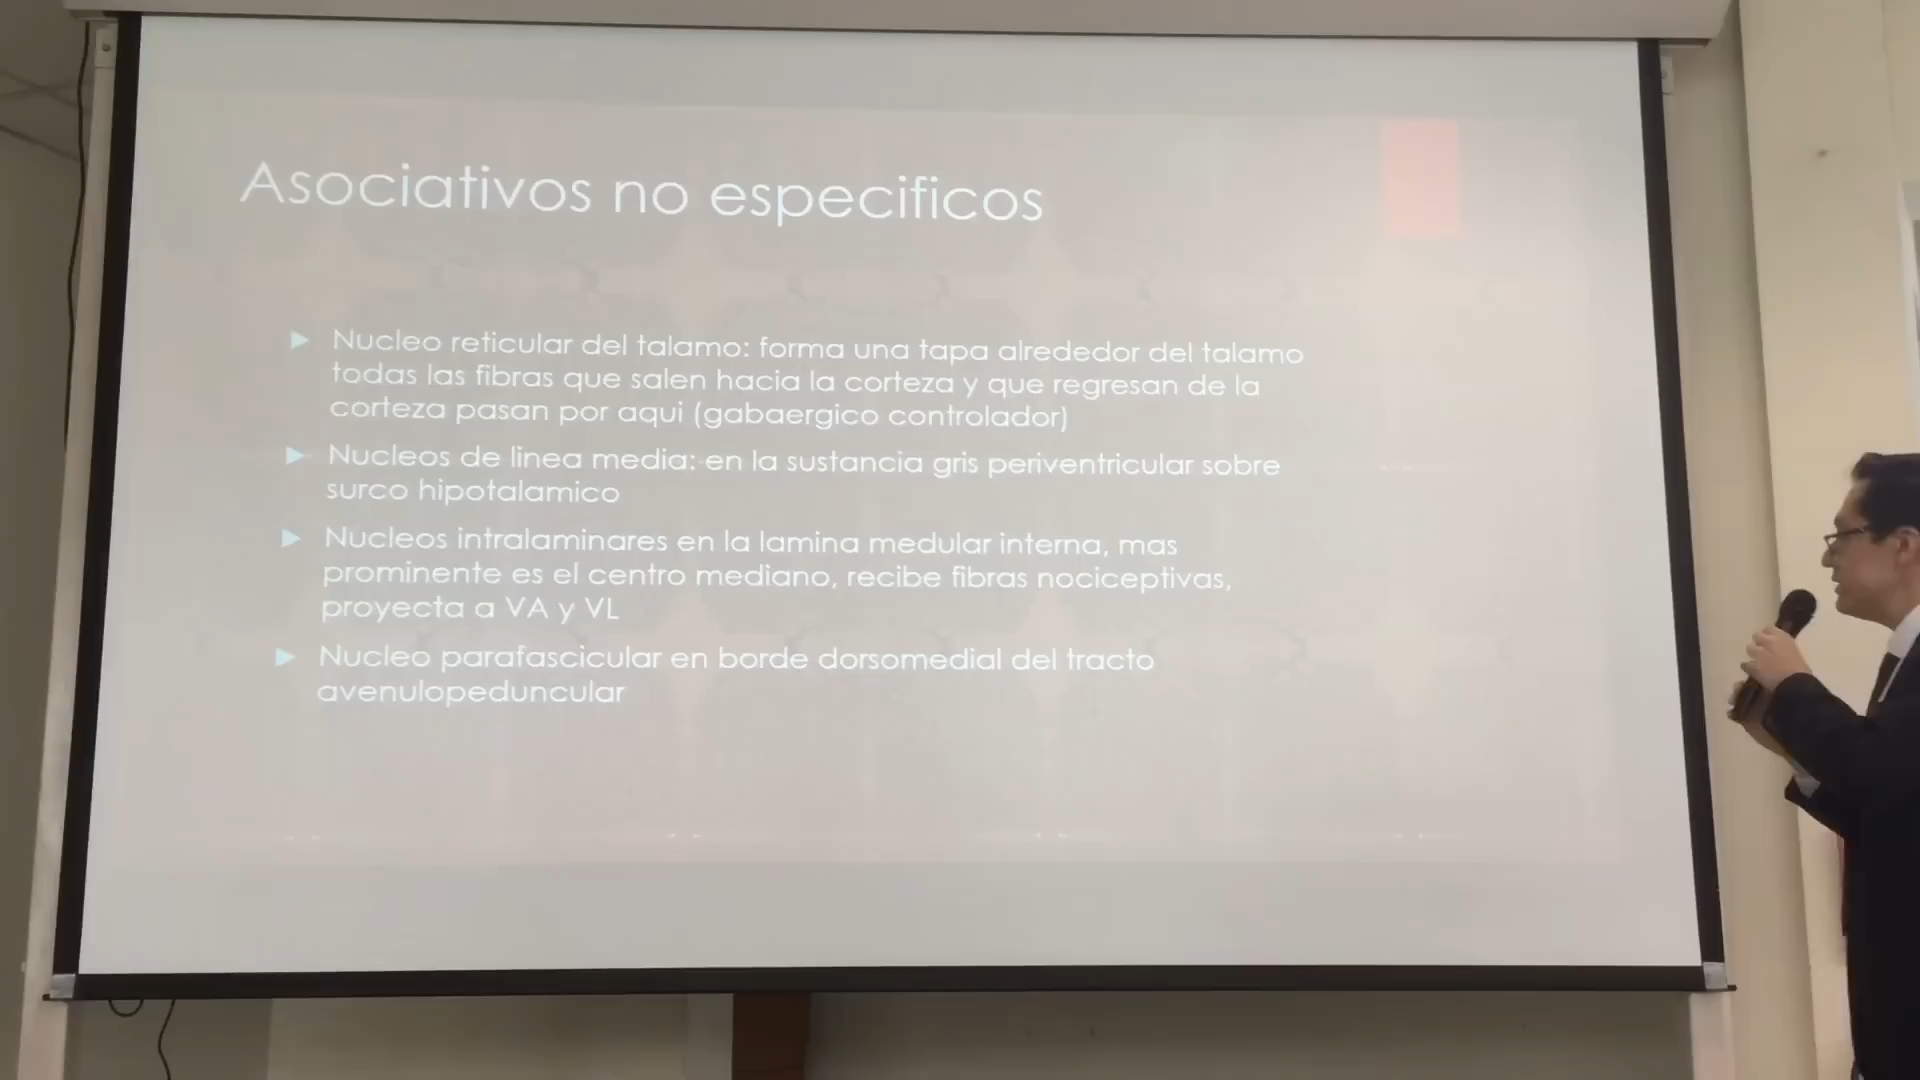 Asociativos no especificos
Nucleo reticular del talamo: forma una tapa alrededor del talamo
todas las fibras que salen hacia la corteza y que regresan de la
corteza pasan por aqui (gabaergico controlador)
Nucleos de linea media: en la sustancia gris periventricular sobre
surco hipotalamico
Nucleos intralaminares en la lamina medular interna, mas
prominente es el centro mediano, recibe fibras nociceptivas,
proyecta a VA y VL
Nucleo parafascicular en borde dorsomedial del tracto
avenulopeduncular